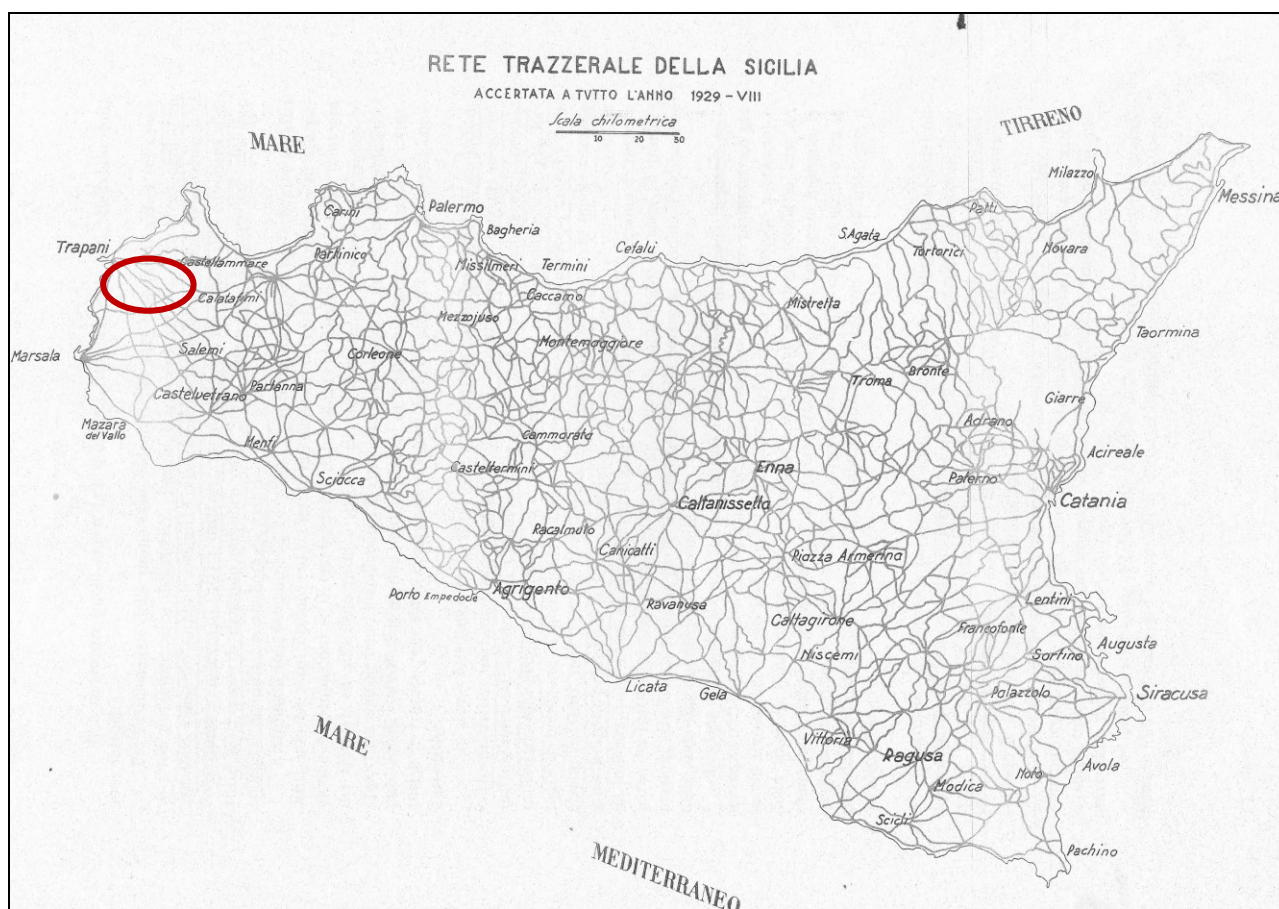 RETE TRAZZERALE DELLA SICILIA
ACCERTATA A TUTTO L'ANNO 1929-VIII
Scala chilometrica
10 20 30
MARE
TIRRENO
Milazzo
Messina
Patti
Carini
Palermo
Bagheria
Novara
S.Agata
Tortorici
Trapani
Castellammare
Partinico
Missilmeri
Termini
Cefalù
Calatafimi
Caccamo
Mistretta
Mezzojuso
Taormina
Marsala
Salemi
Corleone
Montemaggiore
Bronte
Troina
Partanna
Castelvetrano
Giarre
Mazara
del Vallo
Adrano
Menfi
Cammarata
Acireale
Sciacca
Casteltermini
Enna
Paterno
Caltanissetta
Catania
Racalmuto
Canicatti
Piazza Armerina
Porto Empedocle
Agrigento
Ravanusa
Lentini
Caltagirone
Francofonte
Augusta
Niscemi
Sortino
Licata
Gela
Palazzolo
Siracusa
MARE
Vittoria
Ragusa
Avola
Modica
Noto
Scicli
Pachino
MEDITERRANEO